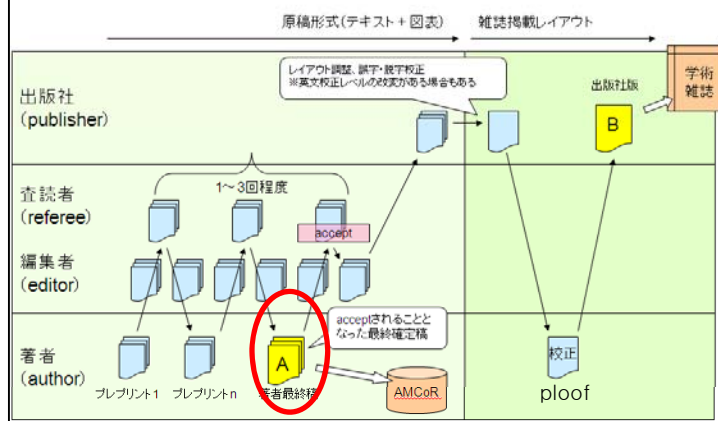 原稿形式(テキスト + 図表)
雑誌掲載レイアウト
レイアウト調整、誤字・脱字校正
※英文校正レベルの改変がある場合もある
出版社
(publisher)
出版社版
B
学術
雑誌
査読者
(referee)
1～3回程度
accept
編集者
(editor)
著者
(author)
acceptされることと
なった最終確定稿
A
校正
プレプリント1
プレプリントn
著者最終稿
AMCoR
ploof